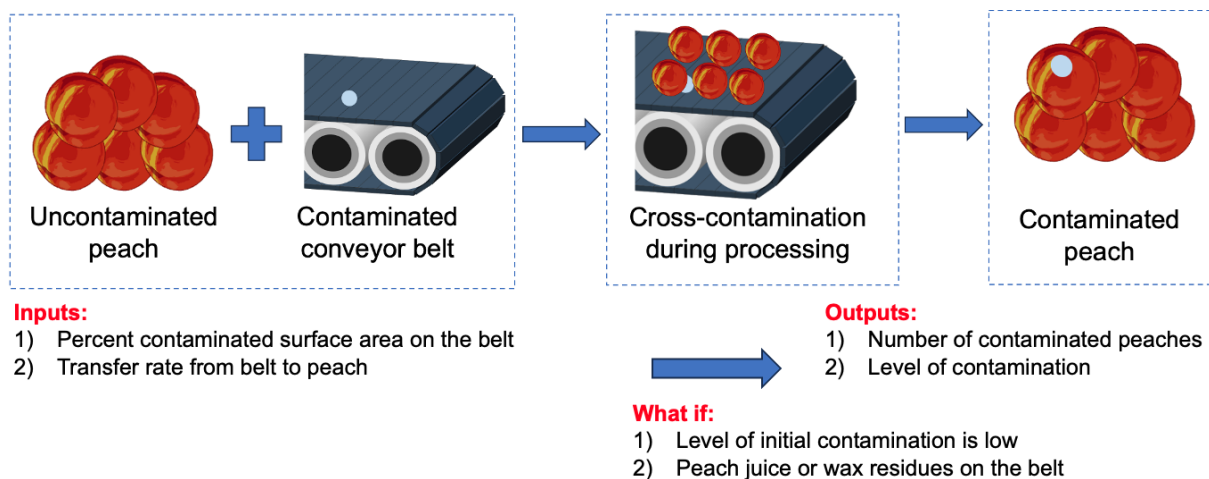 Uncontaminated
peach
Contaminated
conveyor belt
Cross-contamination
during processing
Contaminated
peach
Inputs:
1) Percent contaminated surface area on the belt
2) Transfer rate from belt to peach
Outputs:
1) Number of contaminated peaches
2) Level of contamination
What if:
1) Level of initial contamination is low
2) Peach juice or wax residues on the belt